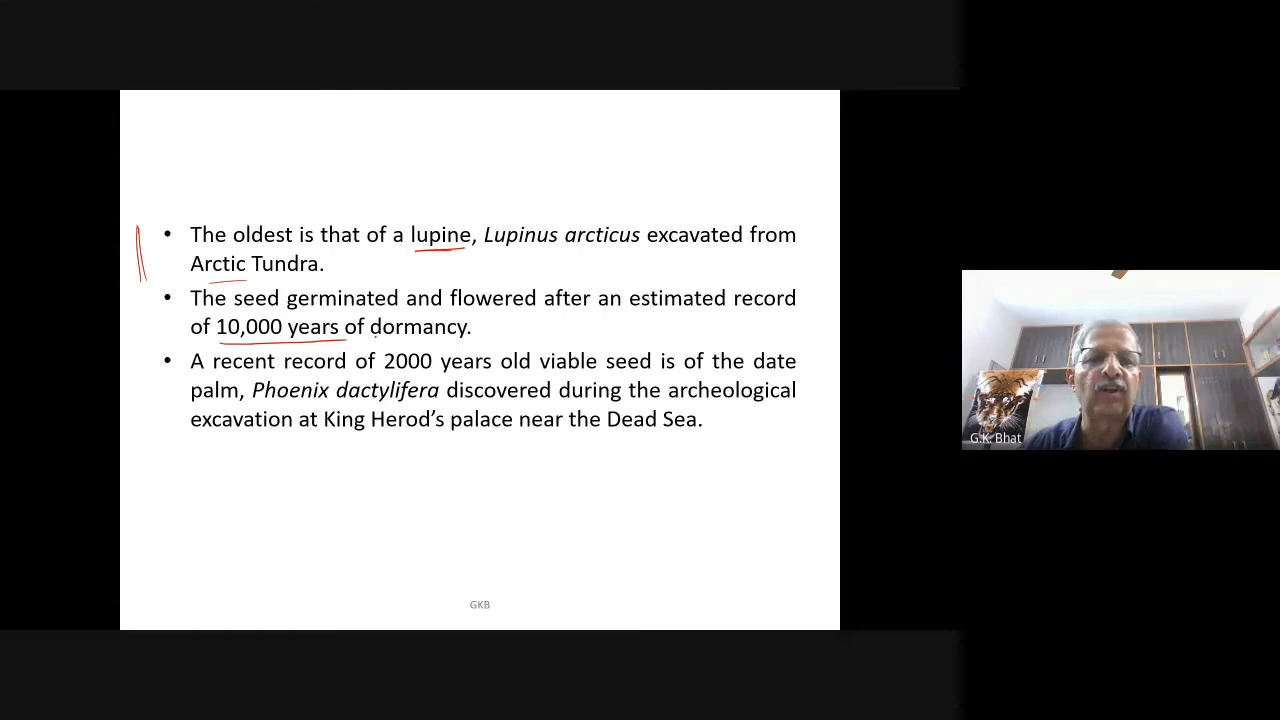 • The oldest is that of a lupine, Lupinus arcticus excavated from
Arctic Tundra.
• The seed germinated and flowered after an estimated record
of 10,000 years of dormancy.
• A recent record of 2000 years old viable seed is of the date
palm, Phoenix dactylifera discovered during the archeological
excavation at King Herod’s palace near the Dead Sea.
GKB
G.K. Bhat